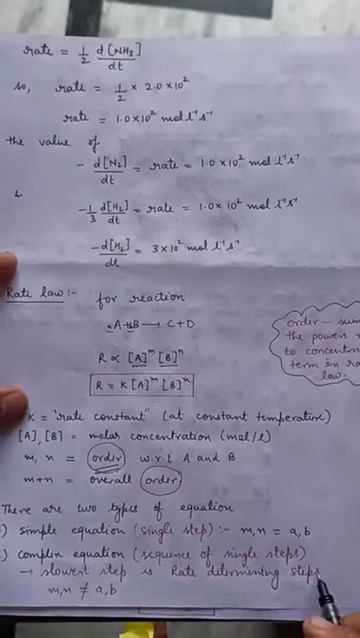 rate = 1/2 d[NH3]/dt
so, rate = 1/2 × 2.0×10²
rate = 1.0×10² mol l⁻¹s⁻¹
the value of
- d[N2]/dt = rate = 1.0×10² mol l⁻¹s⁻¹
&
-1/3 d[H2]/dt = rate = 1.0×10² mol l⁻¹s⁻¹
-d[H2]/dt = 3×10² mol l⁻¹s⁻¹
Rate law:- for reaction
aA+bB → C+D
R ∝ [A]ᵐ [B]ⁿ
R = K[A]ᵐ [B]ⁿ
order - sum
the powers
to concentra
term in ra
law.
K = "rate constant" (at constant temperature)
[A], [B] = molar concentration (mol/l)
m, n = order w.r.t A and B
m+n = overall order
There are two types of equation
) simple equation (single step) :- m,n = a,b
) complex equation (sequence of single steps)
→ slowest step is Rate determining step
m,n ≠ a,b